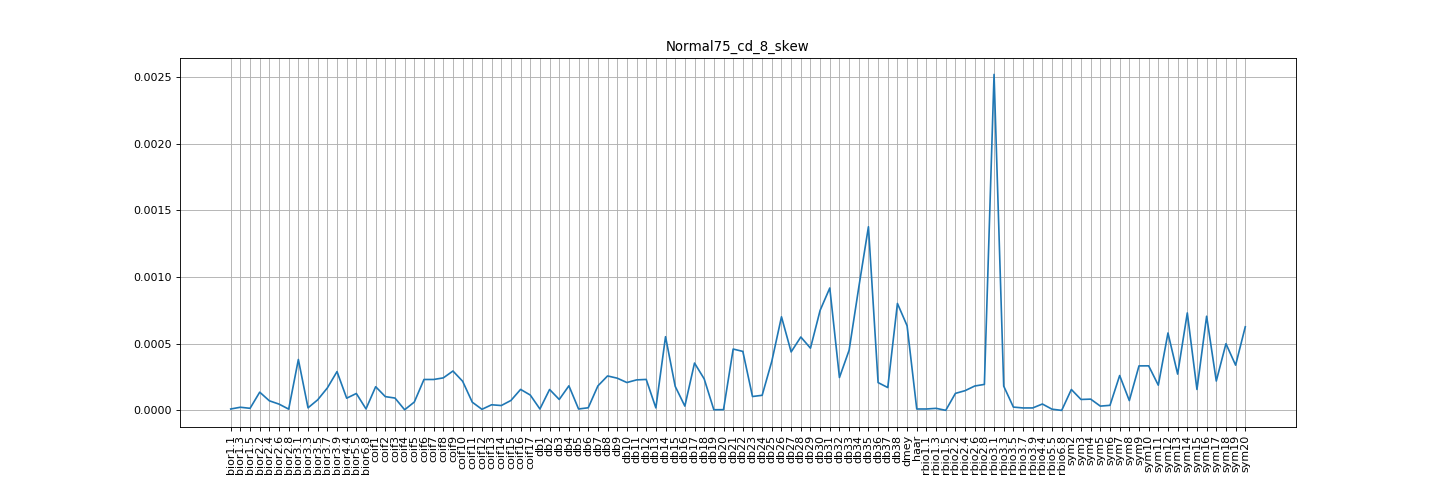 Normal75_cd_8_skew
0.0025
0.0020
0.0015
0.0010
0.0005
0.0000
bior1.1
bior1.3
bior1.5
bior2.2
bior2.4
bior2.6
bior2.8
bior3.1
bior3.3
bior3.5
bior3.7
bior3.9
bior4.4
bior5.5
bior6.8
coif1
coif2
coif3
coif4
coif5
coif6
coif7
coif8
coif9
coif10
coif11
coif12
coif13
coif14
coif15
coif16
coif17
db1
db2
db3
db4
db5
db6
db7
db8
db9
db10
db11
db12
db13
db14
db15
db16
db17
db18
db19
db20
db21
db22
db23
db24
db25
db26
db27
db28
db29
db30
db31
db32
db33
db34
db35
db36
db37
db38
dmey
haar
rbio1.1
rbio1.3
rbio1.5
rbio2.2
rbio2.4
rbio2.6
rbio2.8
rbio3.1
rbio3.3
rbio3.5
rbio3.7
rbio3.9
rbio4.4
rbio5.5
rbio6.8
sym2
sym3
sym4
sym5
sym6
sym7
sym8
sym9
sym10
sym11
sym12
sym13
sym14
sym15
sym16
sym17
sym18
sym19
sym20